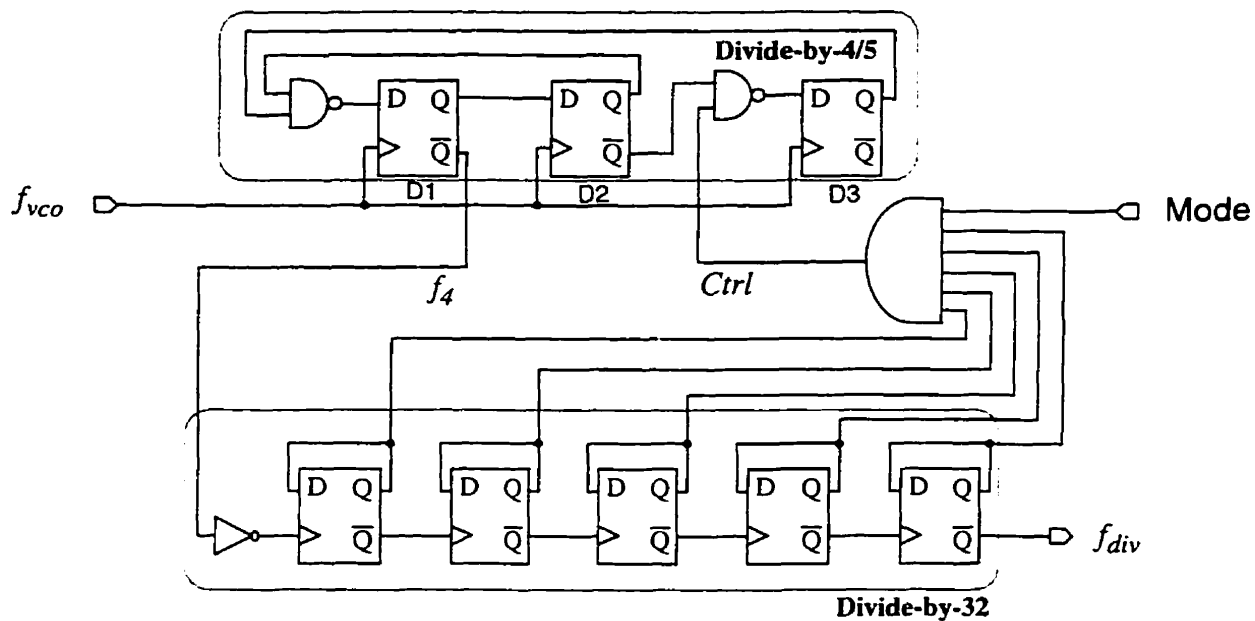 Divide-by-4/5
D Q
Q̅
D1
D Q
Q̅
D2
D Q
Q̅
D3
f_vco
Mode
f_4
Ctrl
D Q
Q̅
D Q
Q̅
D Q
Q̅
D Q
Q̅
D Q
Q̅
f_div
Divide-by-32